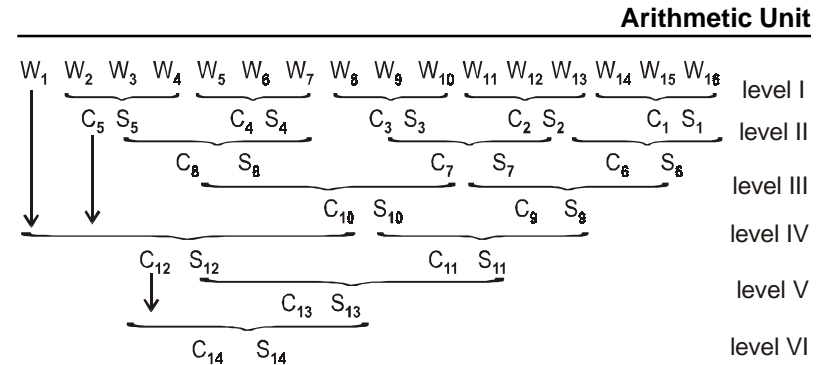 Arithmetic Unit
W₁ W₂ W₃ W₄ W₅ W₆ W₇ W₈ W₉ W₁₀ W₁₁ W₁₂ W₁₃ W₁₄ W₁₅ W₁₆
level I
C₅ S₅ C₄ S₄ C₃ S₃ C₂ S₂ C₁ S₁ level II
C₈ S₈ C₇ S₇ C₆ S₆
level III
C₁₀ S₁₀ C₉ S₉
level IV
C₁₂ S₁₂ C₁₁ S₁₁
level V
C₁₃ S₁₃
C₁₄ S₁₄ level VI